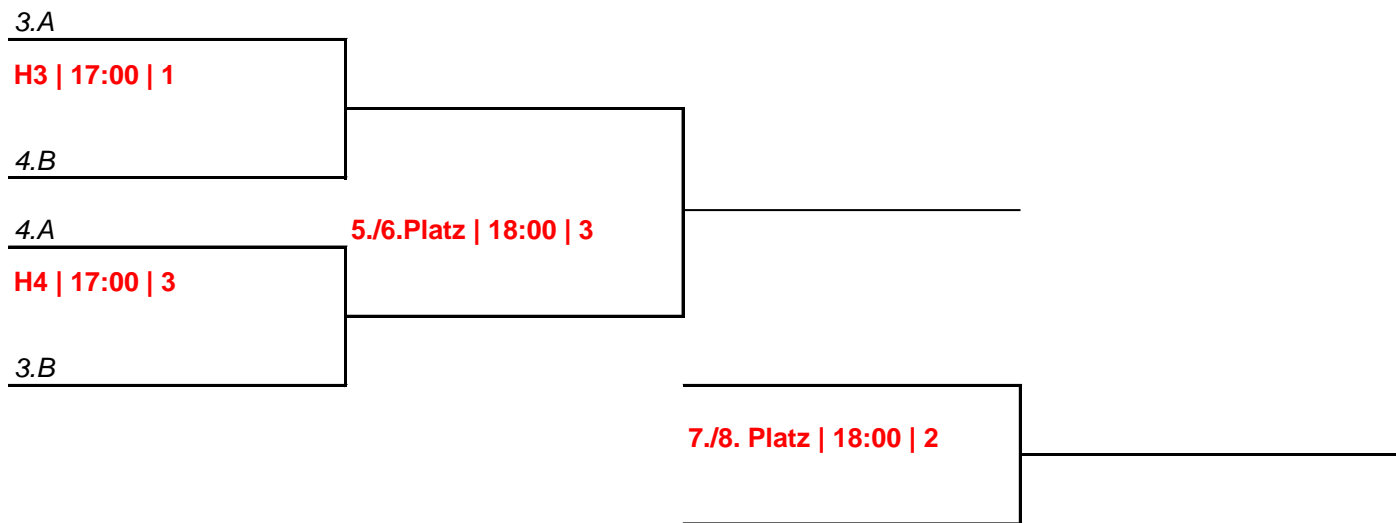 3.A
H3 | 17:00 | 1
4.B
4.A
5./6.Platz | 18:00 | 3
H4 | 17:00 | 3
3.B
7./8. Platz | 18:00 | 2